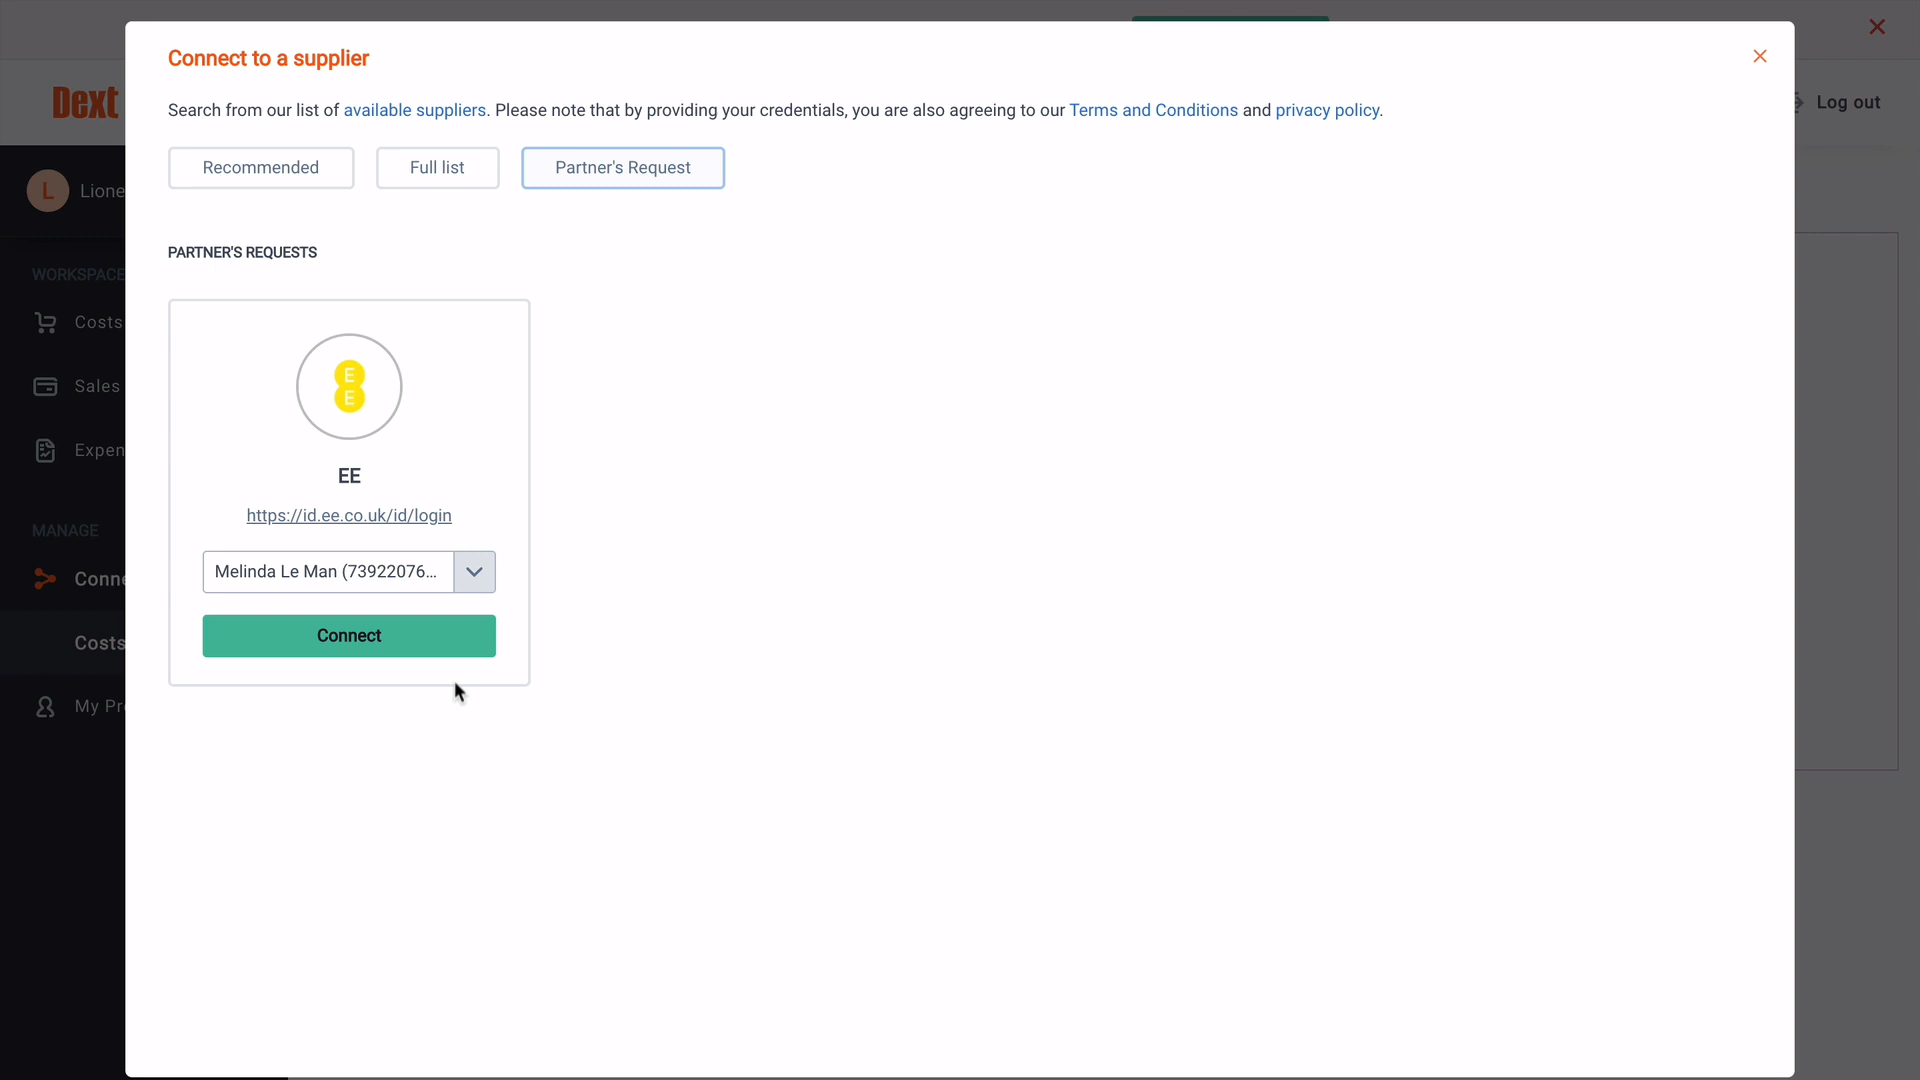 Connect to a supplier
Search from our list of available suppliers. Please note that by providing your credentials, you are also agreeing to our Terms and Conditions and privacy policy.
Dext
Log out
Recommended
Full list
Partner's Request
L
Lione
PARTNER'S REQUESTS
WORKSPACE
Costs
Sales
Expen
E
E
EE
https://id.ee.co.uk/id/login
MANAGE
Conne
Melinda Le Man (73922076...
Connect
Costs
My Pr